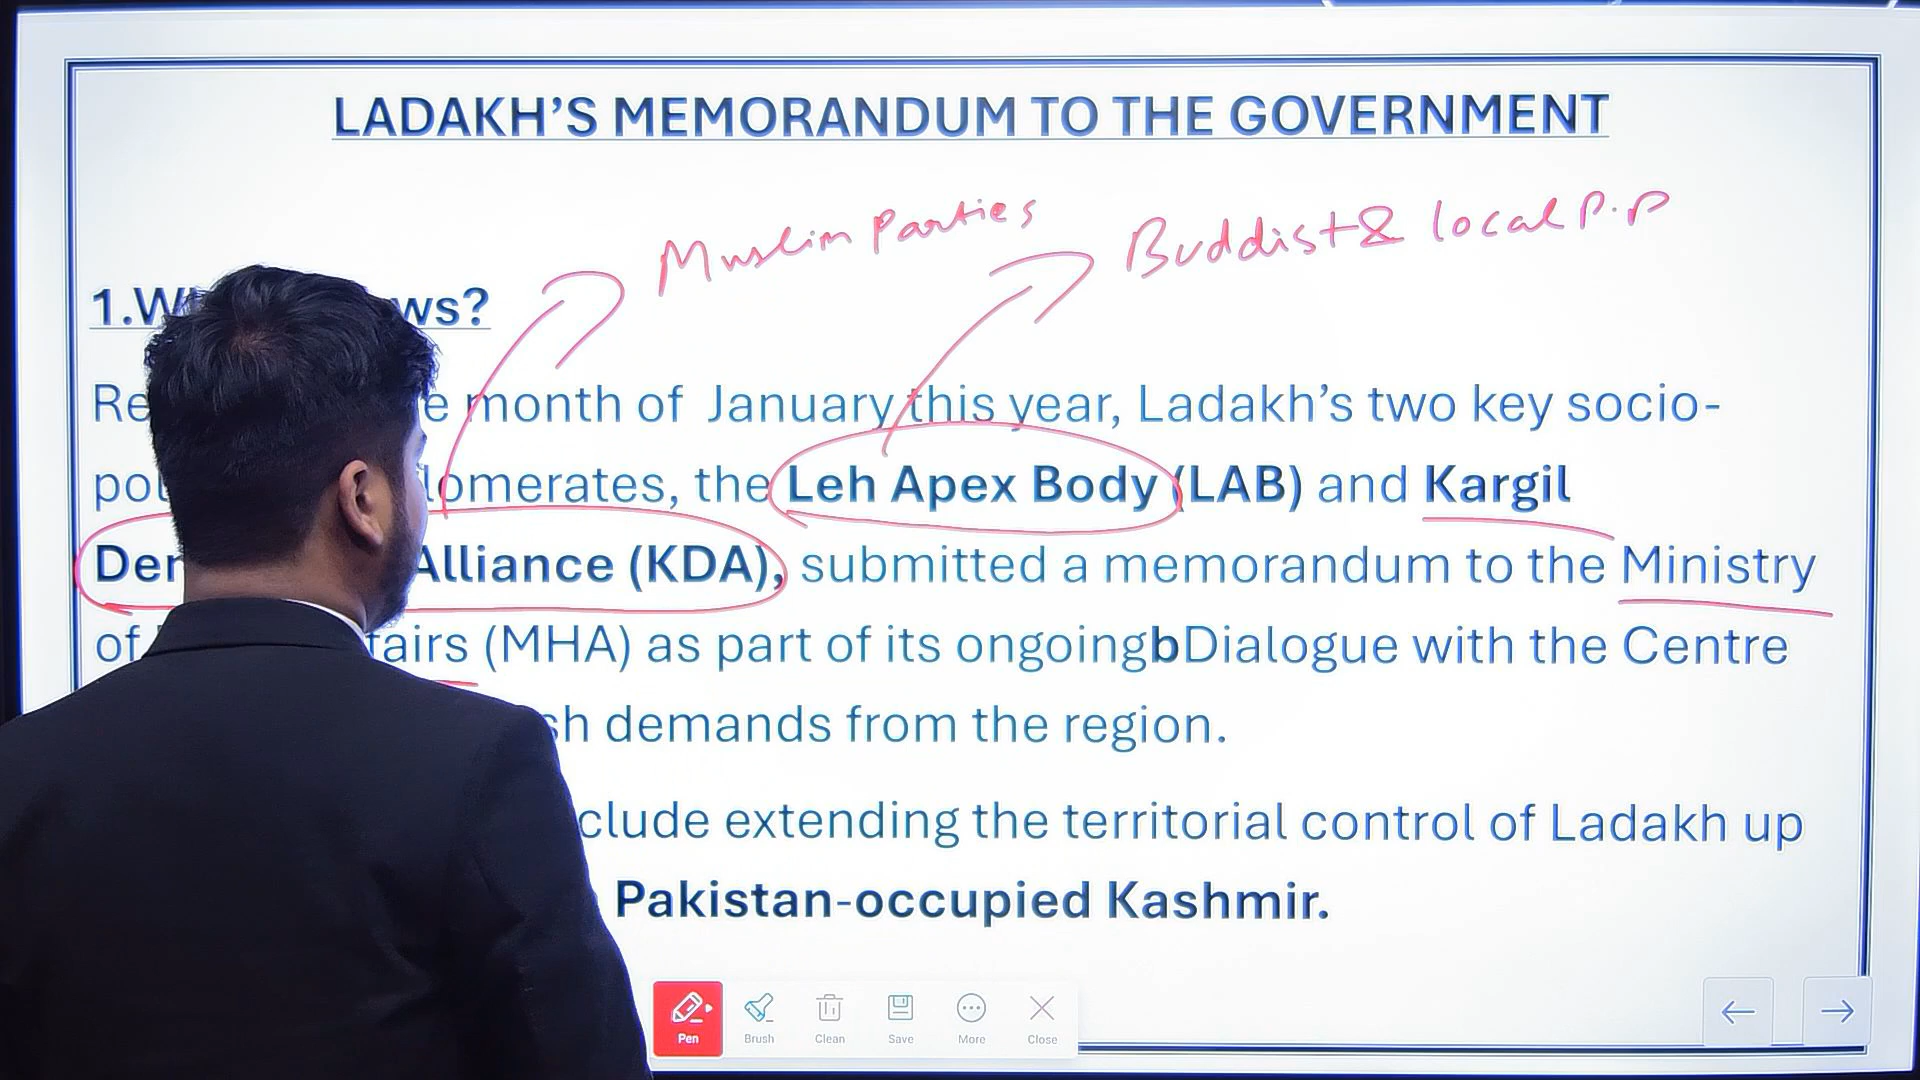 LADAKH’S MEMORANDUM TO THE GOVERNMENT
Muslim Parties
Buddist & local P.P
1.W ws?
Re e month of January this year, Ladakh’s two key socio-
pol lomerates, the Leh Apex Body (LAB) and Kargil
Der Alliance (KDA), submitted a memorandum to the Ministry
of tairs (MHA) as part of its ongoingbDialogue with the Centre
sh demands from the region.
clude extending the territorial control of Ladakh up
Pakistan-occupied Kashmir.
Pen Brush Clean Save More Close